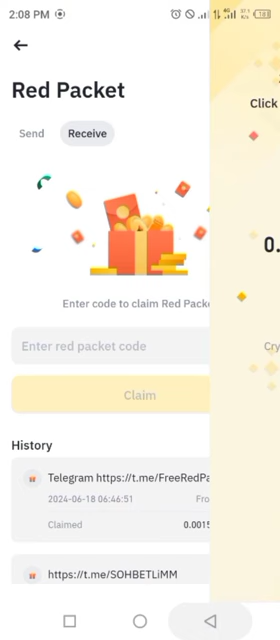 2:08 PM
Click
Red Packet
Send
Receive
0.
Enter code to claim Red Packe
Enter red packet code
Cry
Claim
History
Telegram https://t.me/FreeRedPa
2024-06-18 06:46:51
Fro
Claimed
0.0015
https://t.me/SOHBETLiMM